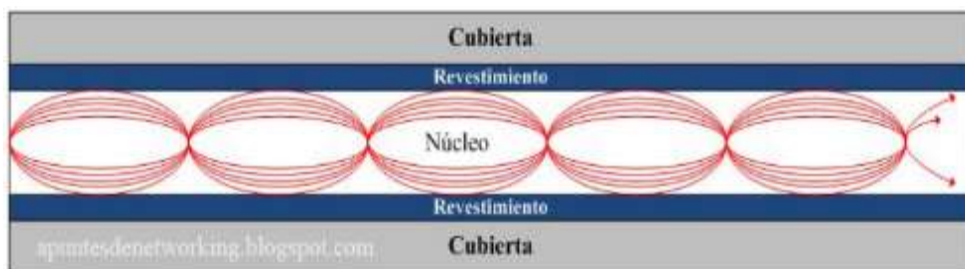 Cubierta
Revestimiento
Núcleo
Revestimiento
apuntesdenetworking.blogspot.com
Cubierta